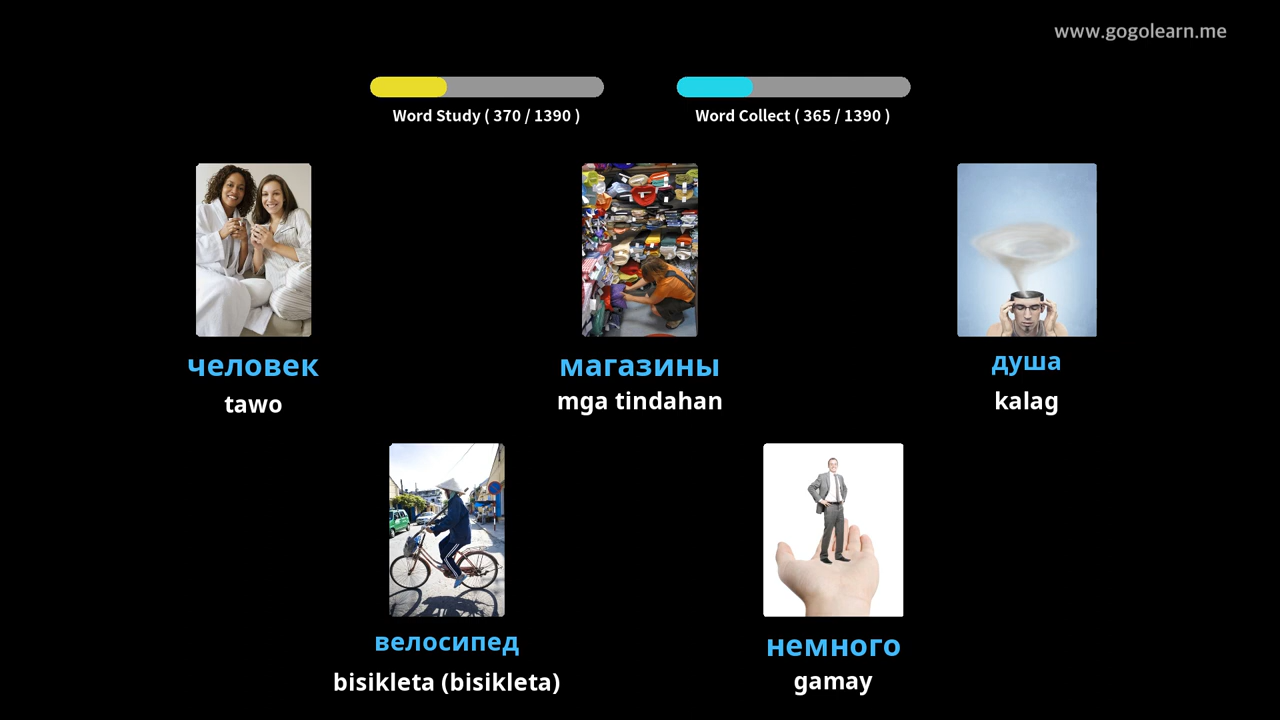 www.gogolearn.me
Word Study ( 370 / 1390 )
Word Collect ( 365 / 1390 )
человек
tawo
магазины
mga tindahan
душа
kalag
велосипед
bisikleta (bisikleta)
немного
gamay